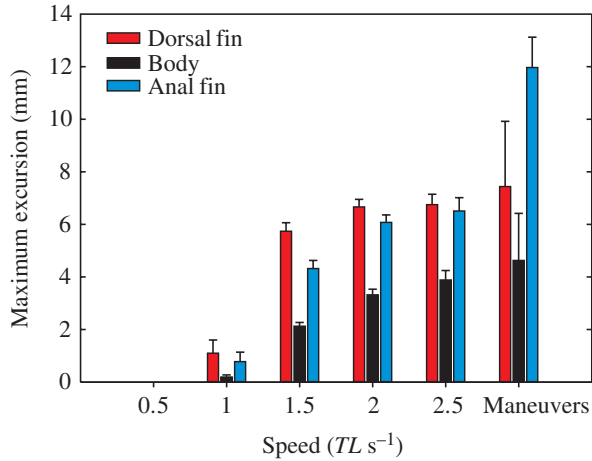 14
12
10
8
6
4
2
0
Maximum excursion (mm)
Dorsal fin
Body
Anal fin
0.5 1 1.5 2 2.5 Maneuvers
Speed (TL s⁻¹)